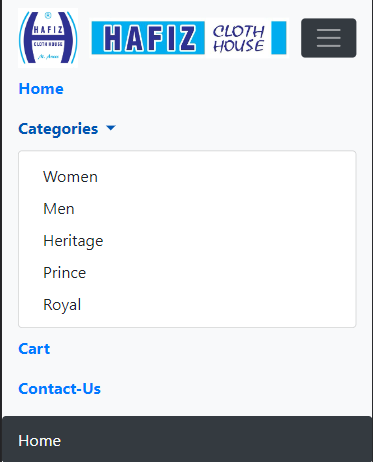 HAFIZ
CLOTH HOUSE
HAFIZ CLOTH HOUSE
Home
Categories
Women
Men
Heritage
Prince
Royal
Cart
Contact-Us
Home